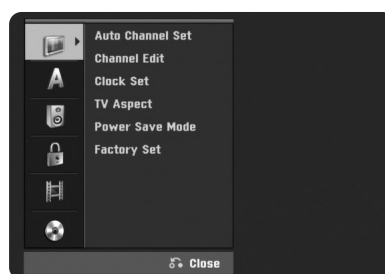 Auto Channel Set
A
Channel Edit
Clock Set
TV Aspect
Power Save Mode
Factory Set
Close